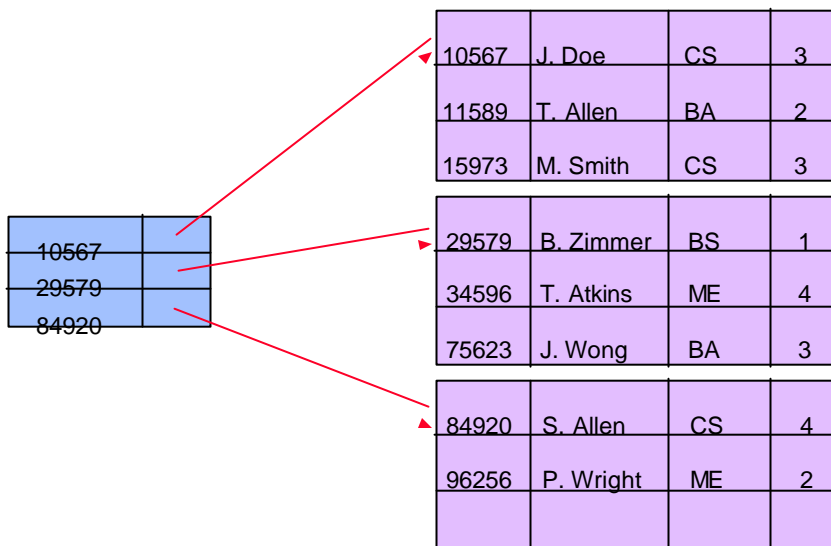 10567 J. Doe CS 3
11589 T. Allen BA 2
15973 M. Smith CS 3
10567
29579
84920
29579 B. Zimmer BS 1
34596 T. Atkins ME 4
75623 J. Wong BA 3
84920 S. Allen CS 4
96256 P. Wright ME 2